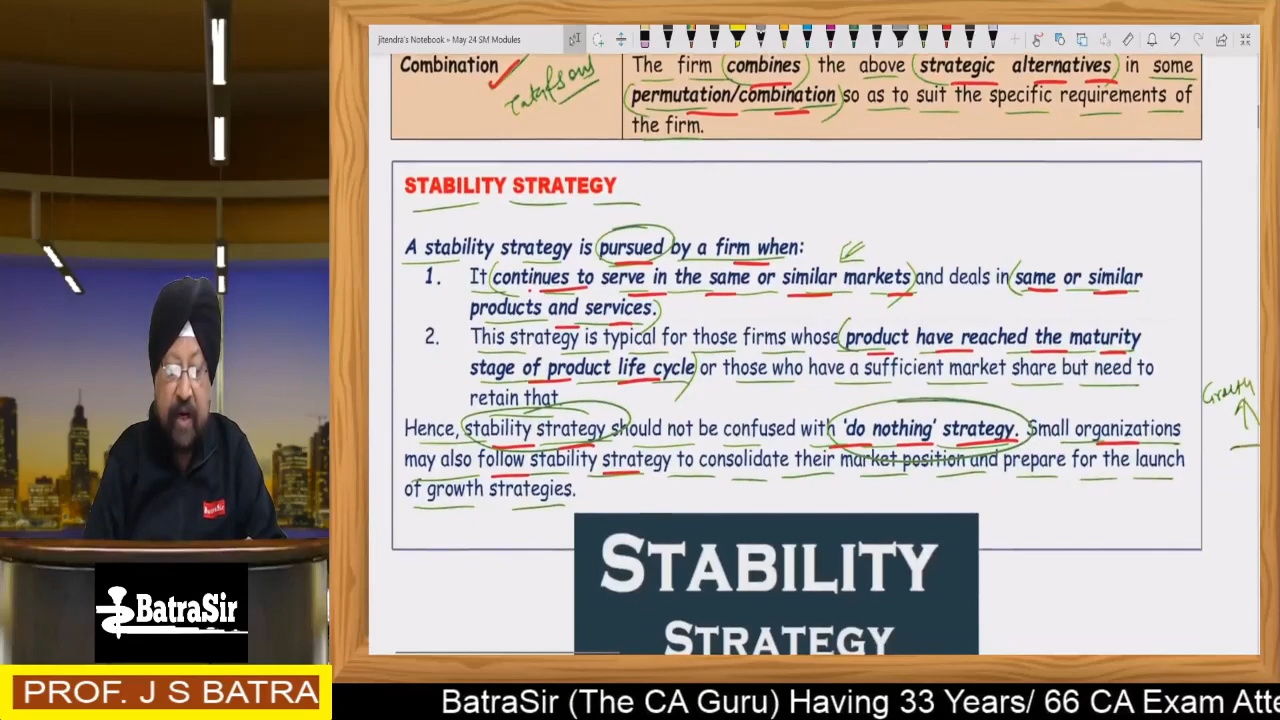 jitendra's Notebook » May 24 SM Modules
Combination
The firm combines the above strategic alternatives in some
permutation/combination so as to suit the specific requirements of
the firm.
STABILITY STRATEGY
A stability strategy is pursued by a firm when:
1. It continues to serve in the same or similar markets and deals in same or similar
products and services.
2. This strategy is typical for those firms whose product have reached the maturity
stage of product life cycle or those who have a sufficient market share but need to
retain that.
Growth
Hence, stability strategy should not be confused with 'do nothing' strategy. Small organizations
may also follow stability strategy to consolidate their market position and prepare for the launch
of growth strategies.
STABILITY
STRATEGY
BatraSir
BatraSir
PROF. J S BATRA
BatraSir (The CA Guru) Having 33 Years/ 66 CA Exam Atte